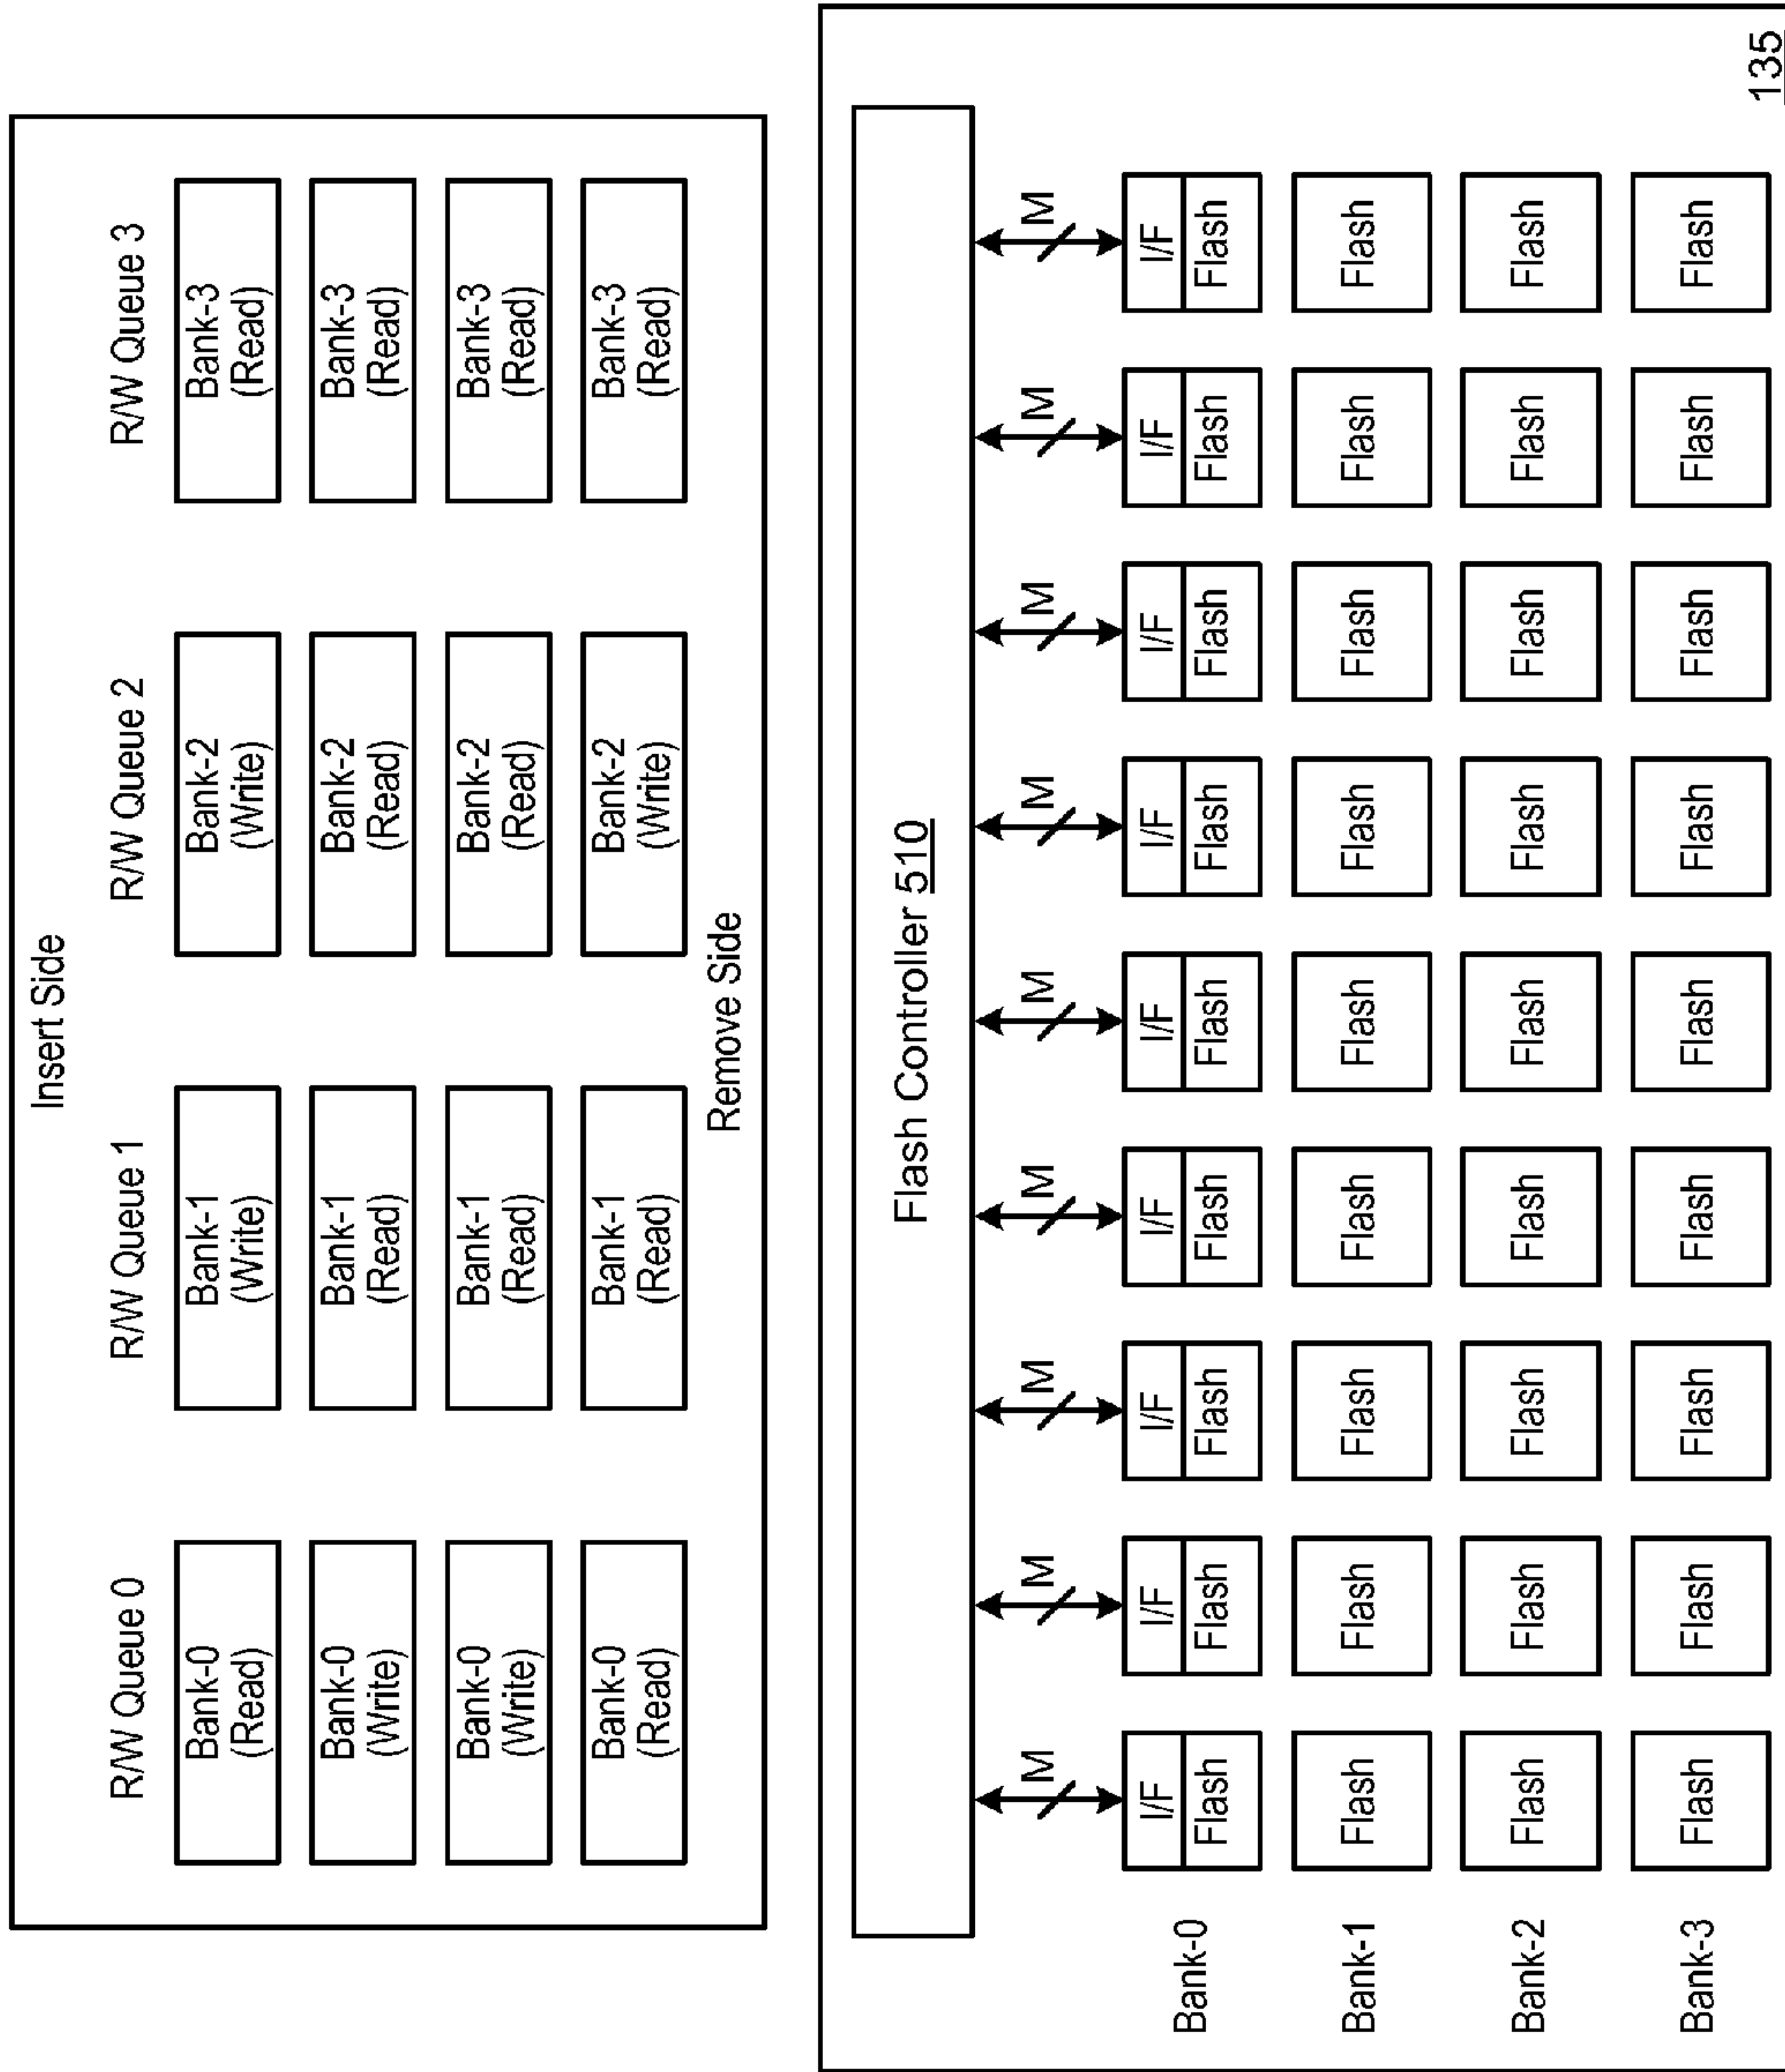 Insert Side
R/W Queue 0
R/W Queue 1
R/W Queue 2
R/W Queue 3
Bank-0
(Read)
Bank-1
(Write)
Bank-2
(Write)
Bank-3
(Read)
Bank-0
(Write)
Bank-1
(Read)
Bank-2
(Read)
Bank-3
(Read)
Bank-0
(Write)
Bank-1
(Read)
Bank-2
(Read)
Bank-3
(Read)
Bank-0
(Read)
Bank-1
(Read)
Bank-2
(Write)
Bank-3
(Read)
Remove Side
Flash Controller 510
M M M M M M M M M
I/F I/F I/F I/F I/F I/F I/F I/F I/F
Bank-0 Flash Flash Flash Flash Flash Flash Flash Flash Flash
Bank-1 Flash Flash Flash Flash Flash Flash Flash Flash Flash
Bank-2 Flash Flash Flash Flash Flash Flash Flash Flash Flash
Bank-3 Flash Flash Flash Flash Flash Flash Flash Flash Flash
135